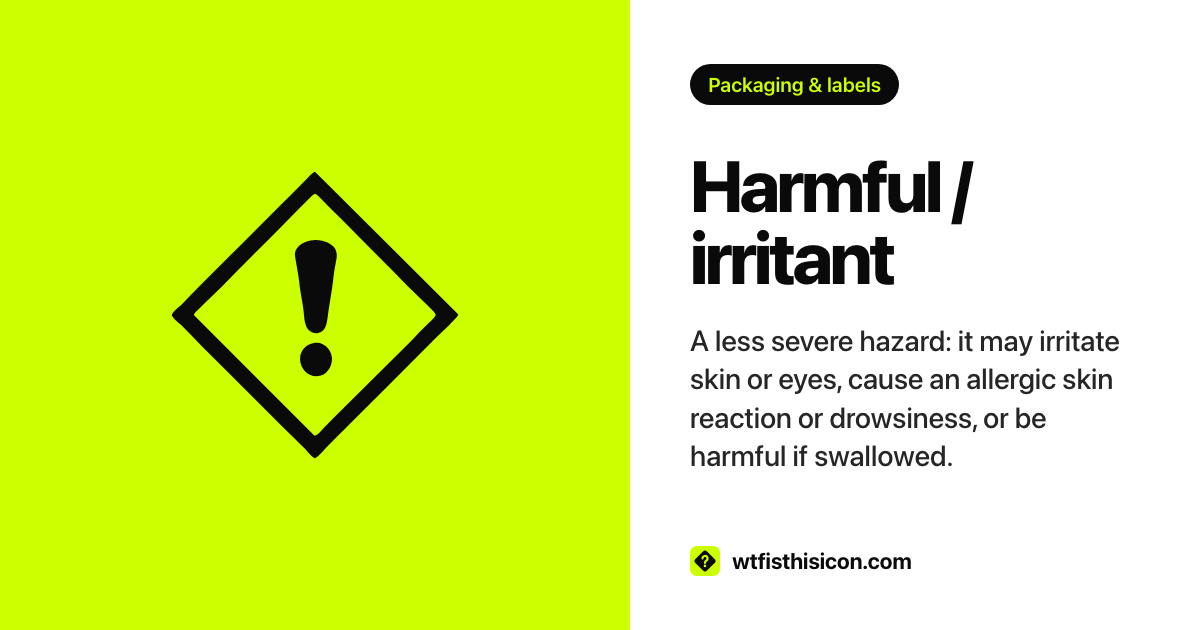 Packaging & labels
Harmful /
irritant
A less severe hazard: it may irritate
skin or eyes, cause an allergic skin
reaction or drowsiness, or be
harmful if swallowed.
wtfisthisicon.com